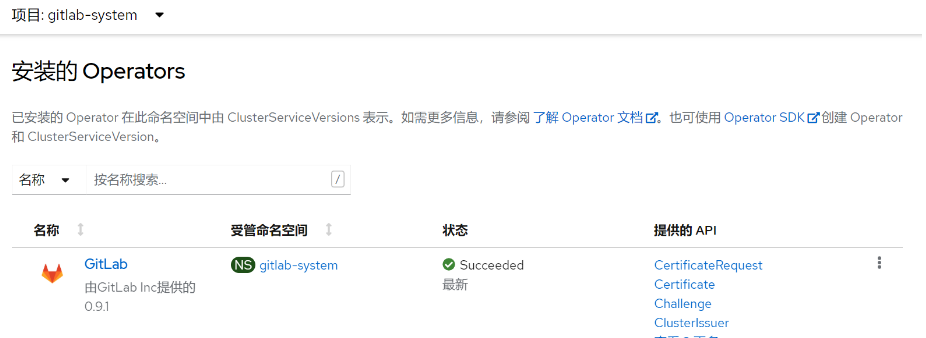 项目: gitlab-system
安装的 Operators
已安装的 Operator 在此命名空间中由 ClusterServiceVersions 表示。如需更多信息，请参阅 了解 Operator 文档。也可使用 Operator SDK 创建 Operator
和 ClusterServiceVersion。
名称 按名称搜索... /
名称 受管命名空间 状态 提供的 API
GitLab NS gitlab-system Succeeded CertificateRequest
由GitLab Inc提供的 最新 Certificate
0.9.1 Challenge
ClusterIssuer